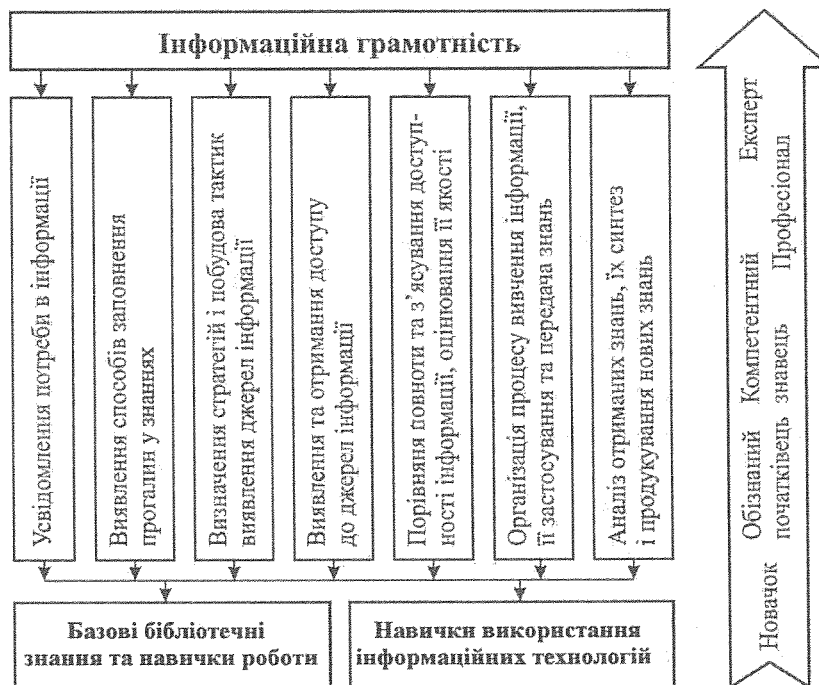 Інформаційна грамотність
Усвідомлення потреби в інформації
Виявлення способів заповнення
прогалин у знаннях
Визначення стратегій і побудова тактик
виявлення джерел інформації
Виявлення та отримання доступу
до джерел інформації
Порівняня повноти та з’ясування доступ-
ності інформації, оцінювання її якості
Організація процесу вивчення інформації,
її застосування та передача знань
Аналіз отриманих знань, їх синтез
і продукування нових знань
Базові бібліотечні
знання та навички роботи
Навички використання
інформаційних технологій
Новачок
Обізнаний
початківець
Компетентний
знавець
Професіонал
Експерт